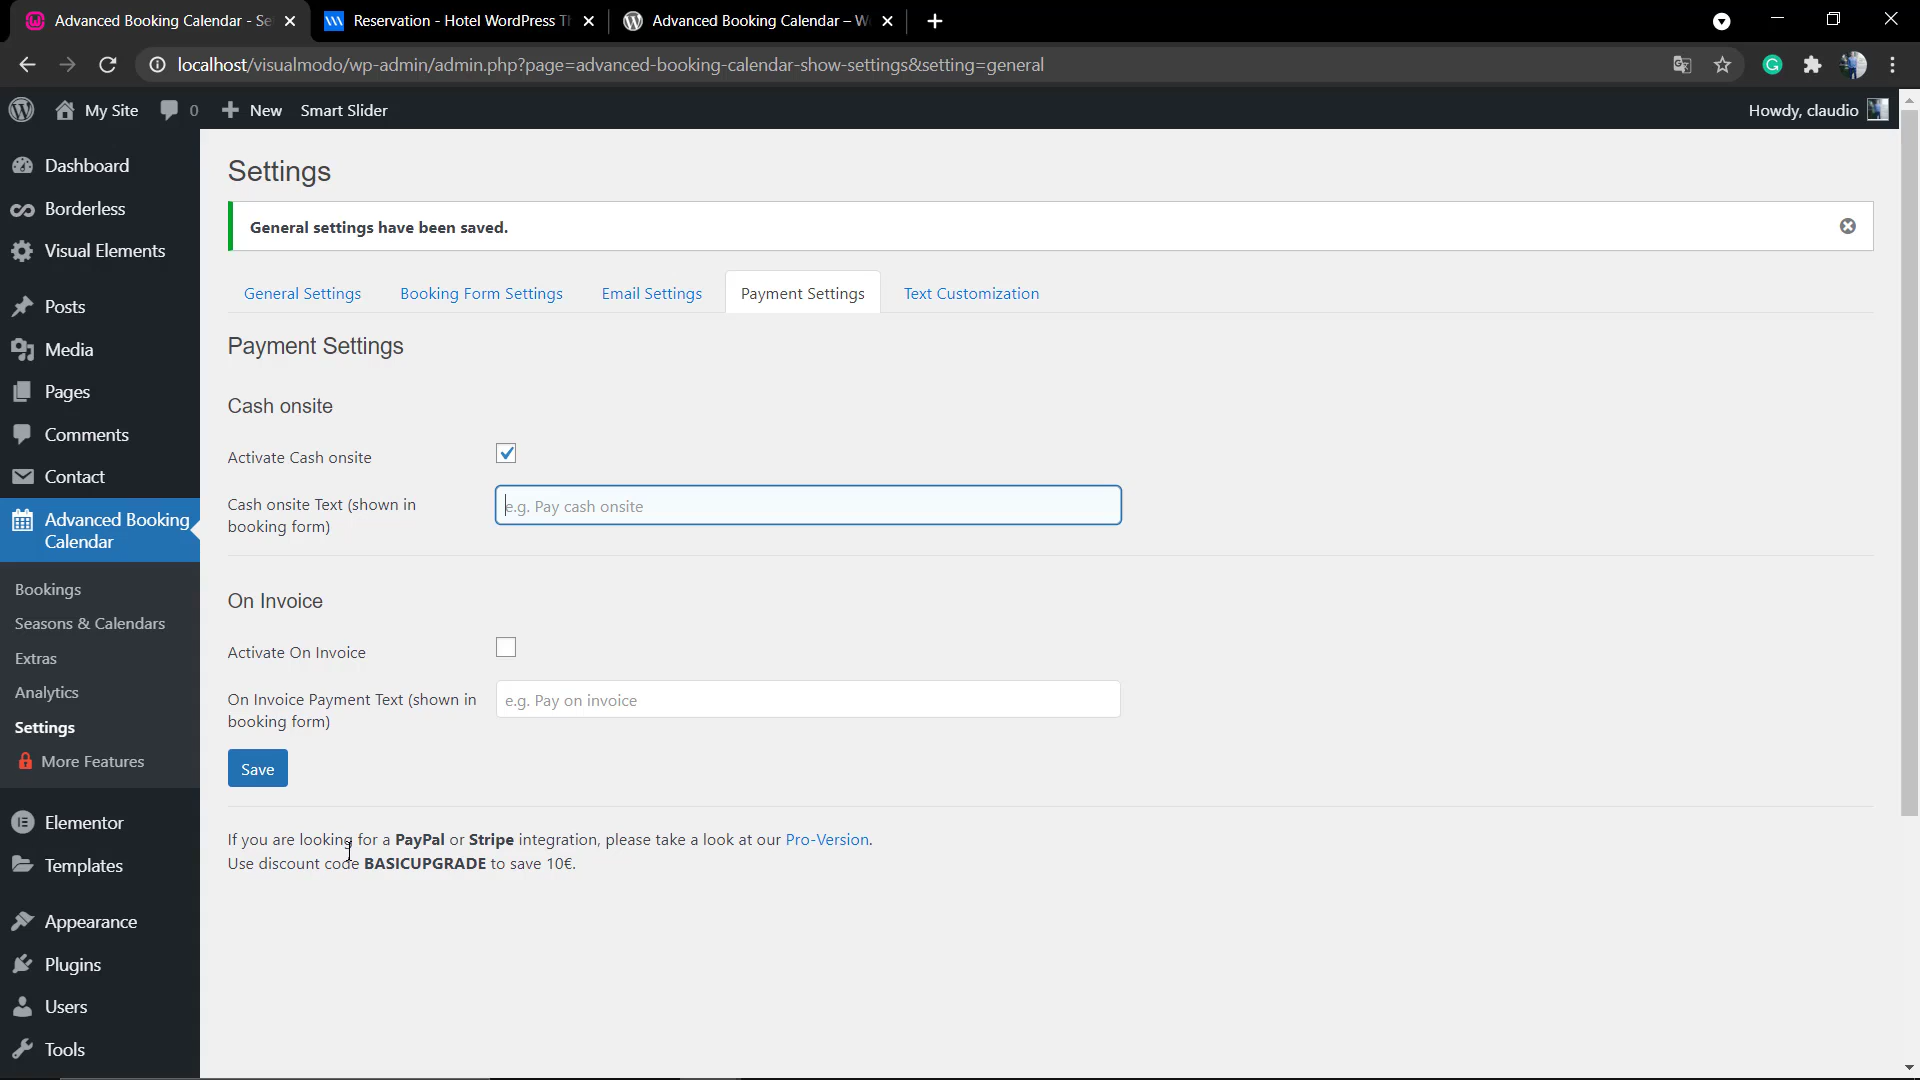 Advanced Booking Calendar - Se
Reservation - Hotel WordPress Th
Advanced Booking Calendar – W
localhost/visualmodo/wp-admin/admin.php?page=advanced-booking-calendar-show-settings&setting=general
My Site
0
New
Smart Slider
Howdy, claudio
Dashboard
Borderless
Visual Elements
Posts
Media
Pages
Comments
Contact
Advanced Booking
Calendar
Bookings
Seasons & Calendars
Extras
Analytics
Settings
More Features
Elementor
Templates
Appearance
Plugins
Users
Tools
Settings
General settings have been saved.
General Settings
Booking Form Settings
Email Settings
Payment Settings
Text Customization
Payment Settings
Cash onsite
Activate Cash onsite
Cash onsite Text (shown in
booking form)
e.g. Pay cash onsite
On Invoice
Activate On Invoice
On Invoice Payment Text (shown in
booking form)
e.g. Pay on invoice
Save
If you are looking for a PayPal or Stripe integration, please take a look at our Pro-Version.
Use discount code BASICUPGRADE to save 10€.